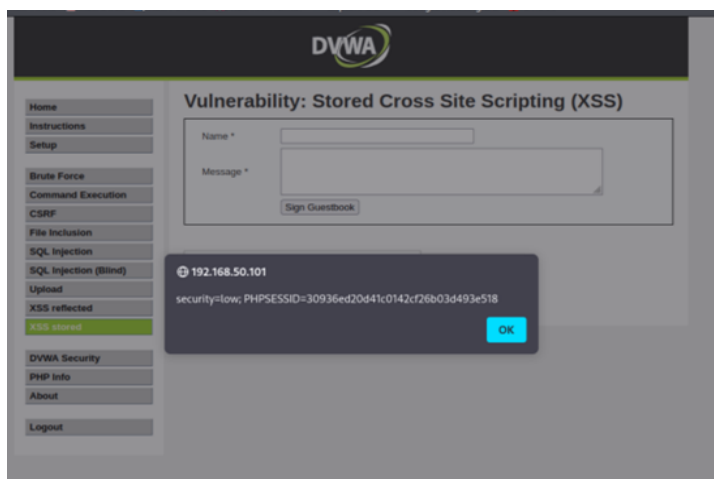 DVWA
Vulnerability: Stored Cross Site Scripting (XSS)
Home
Instructions
Setup
Brute Force
Command Execution
CSRF
File Inclusion
SQL Injection
SQL Injection (Blind)
Upload
XSS reflected
XSS stored
DVWA Security
PHP Info
About
Logout
Name *
Message *
Sign Guestbook
192.168.50.101
security=low; PHPSESSID=30936ed20d41c0142cf26b03d493e518
OK